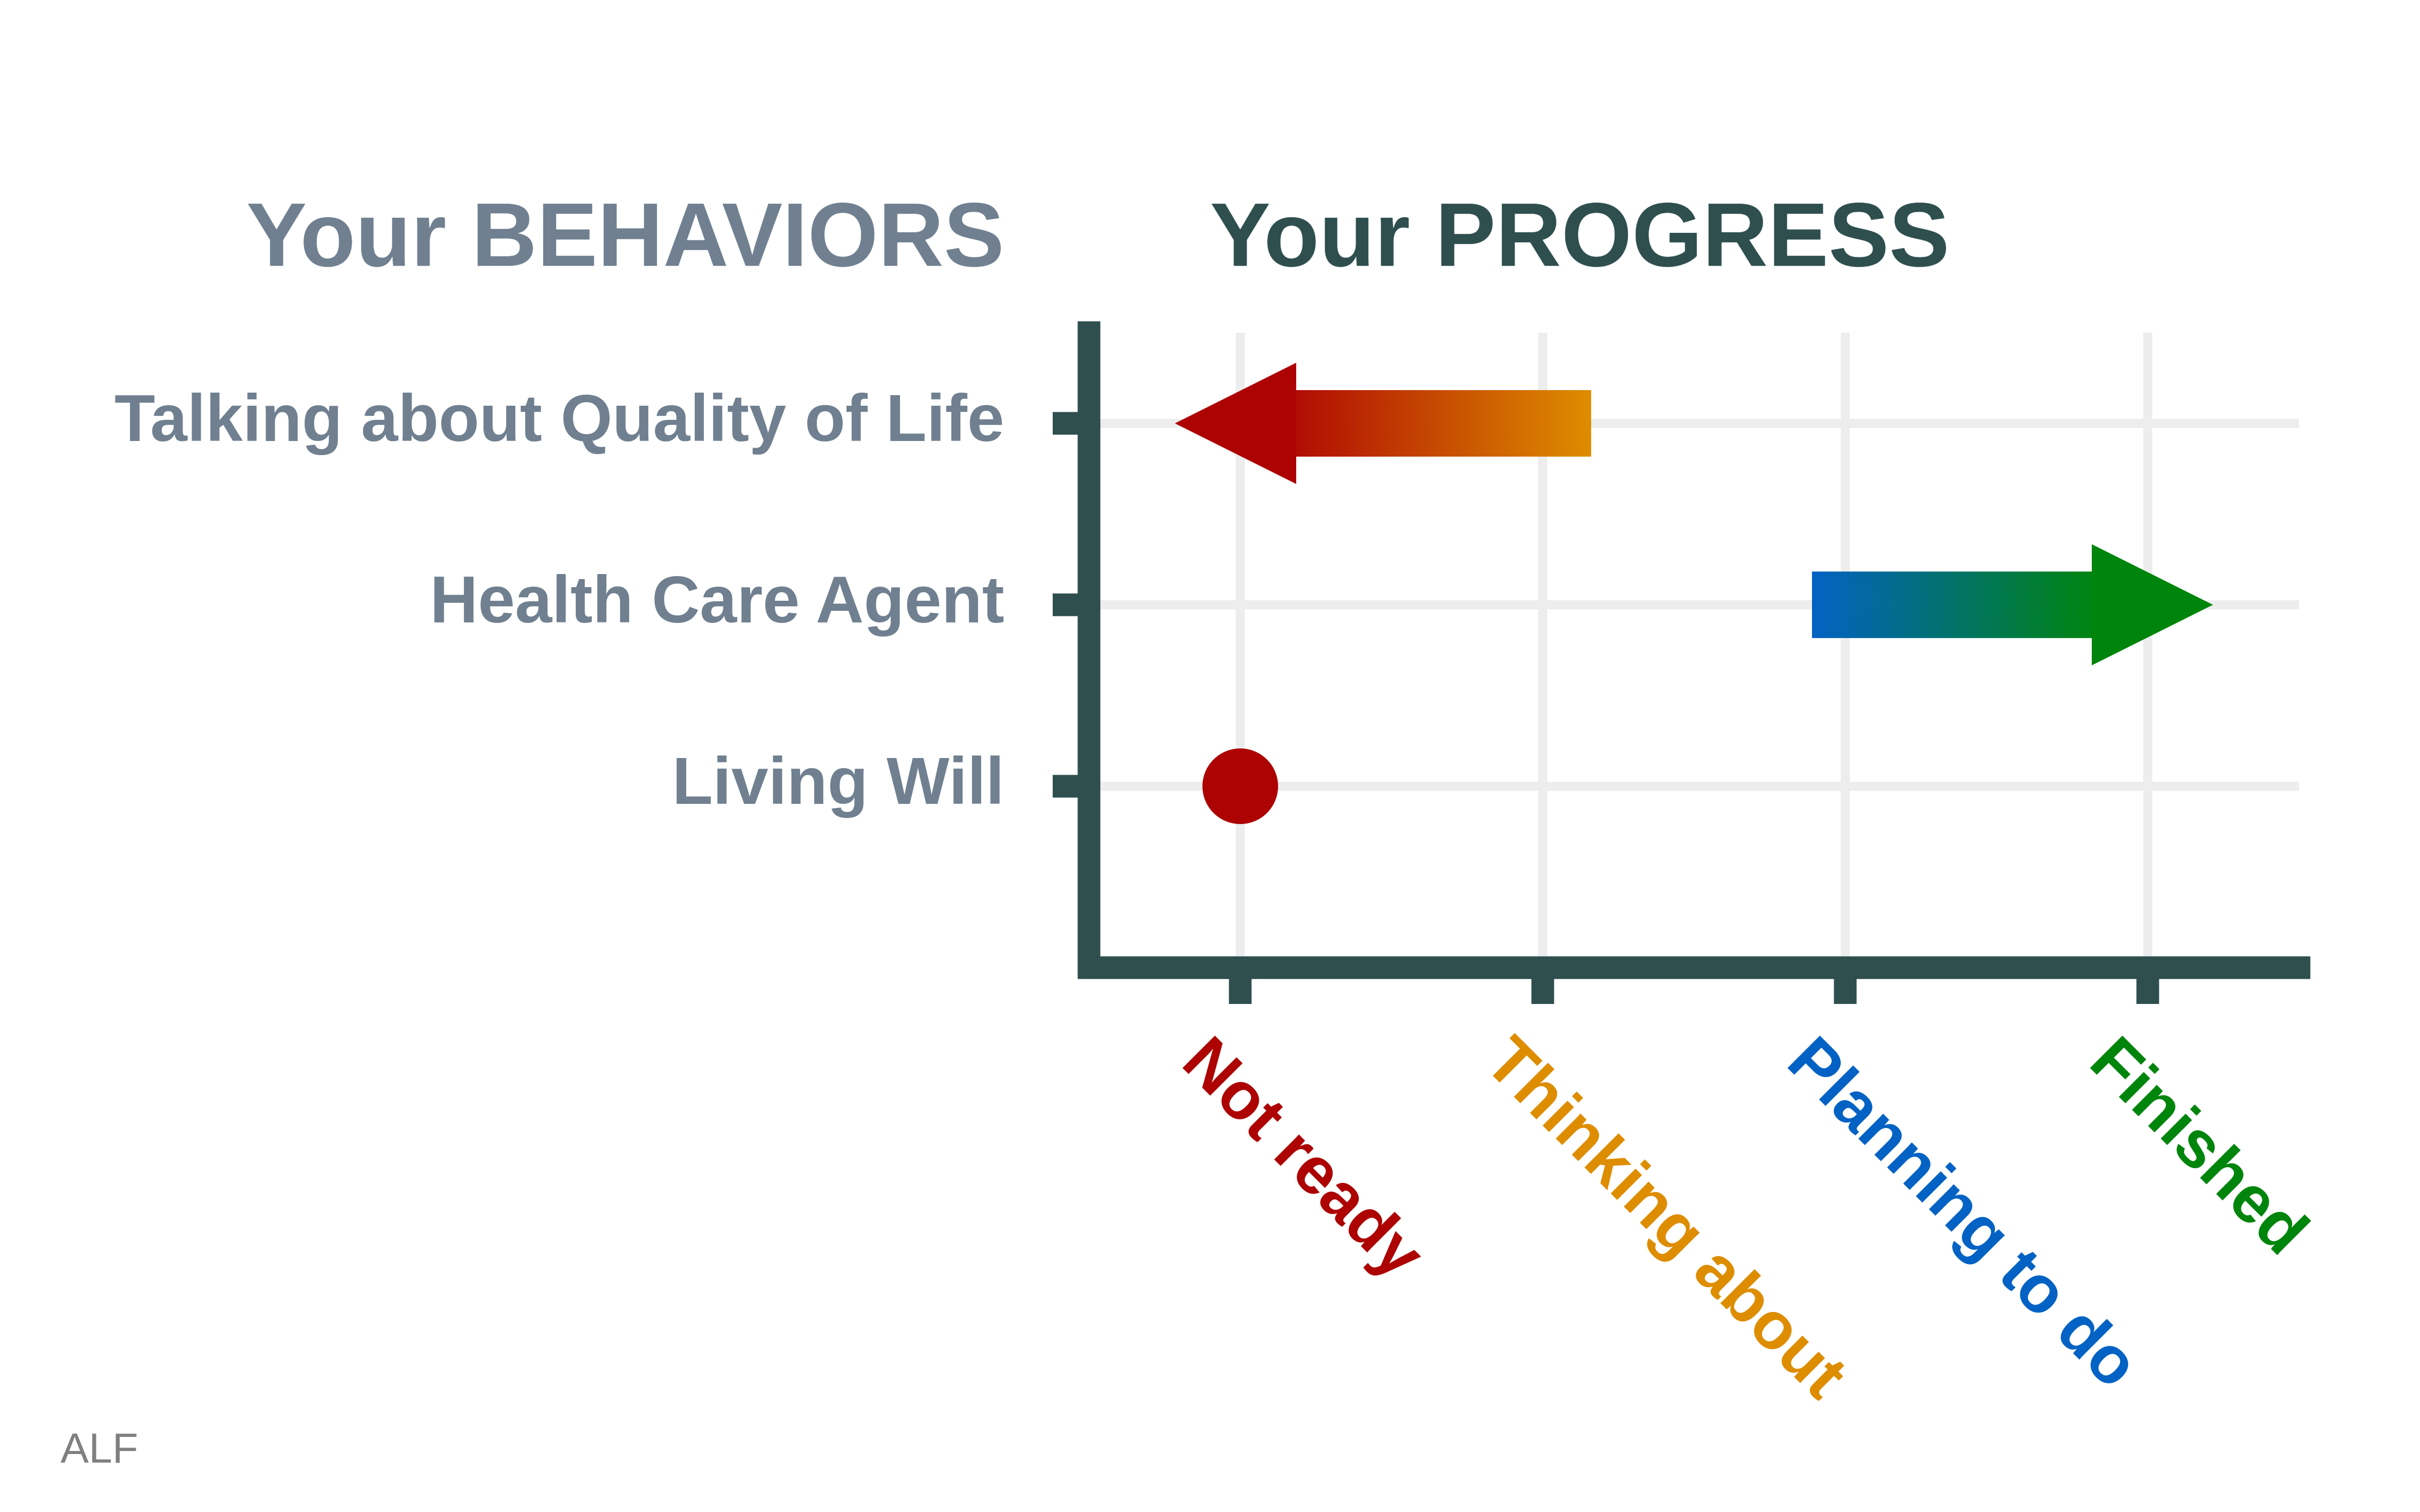 Your BEHAVIORS
Your PROGRESS
Talking about Quality of Life
Health Care Agent
Living Will
Not ready
Thinking about
Planning to do
Finished
ALF